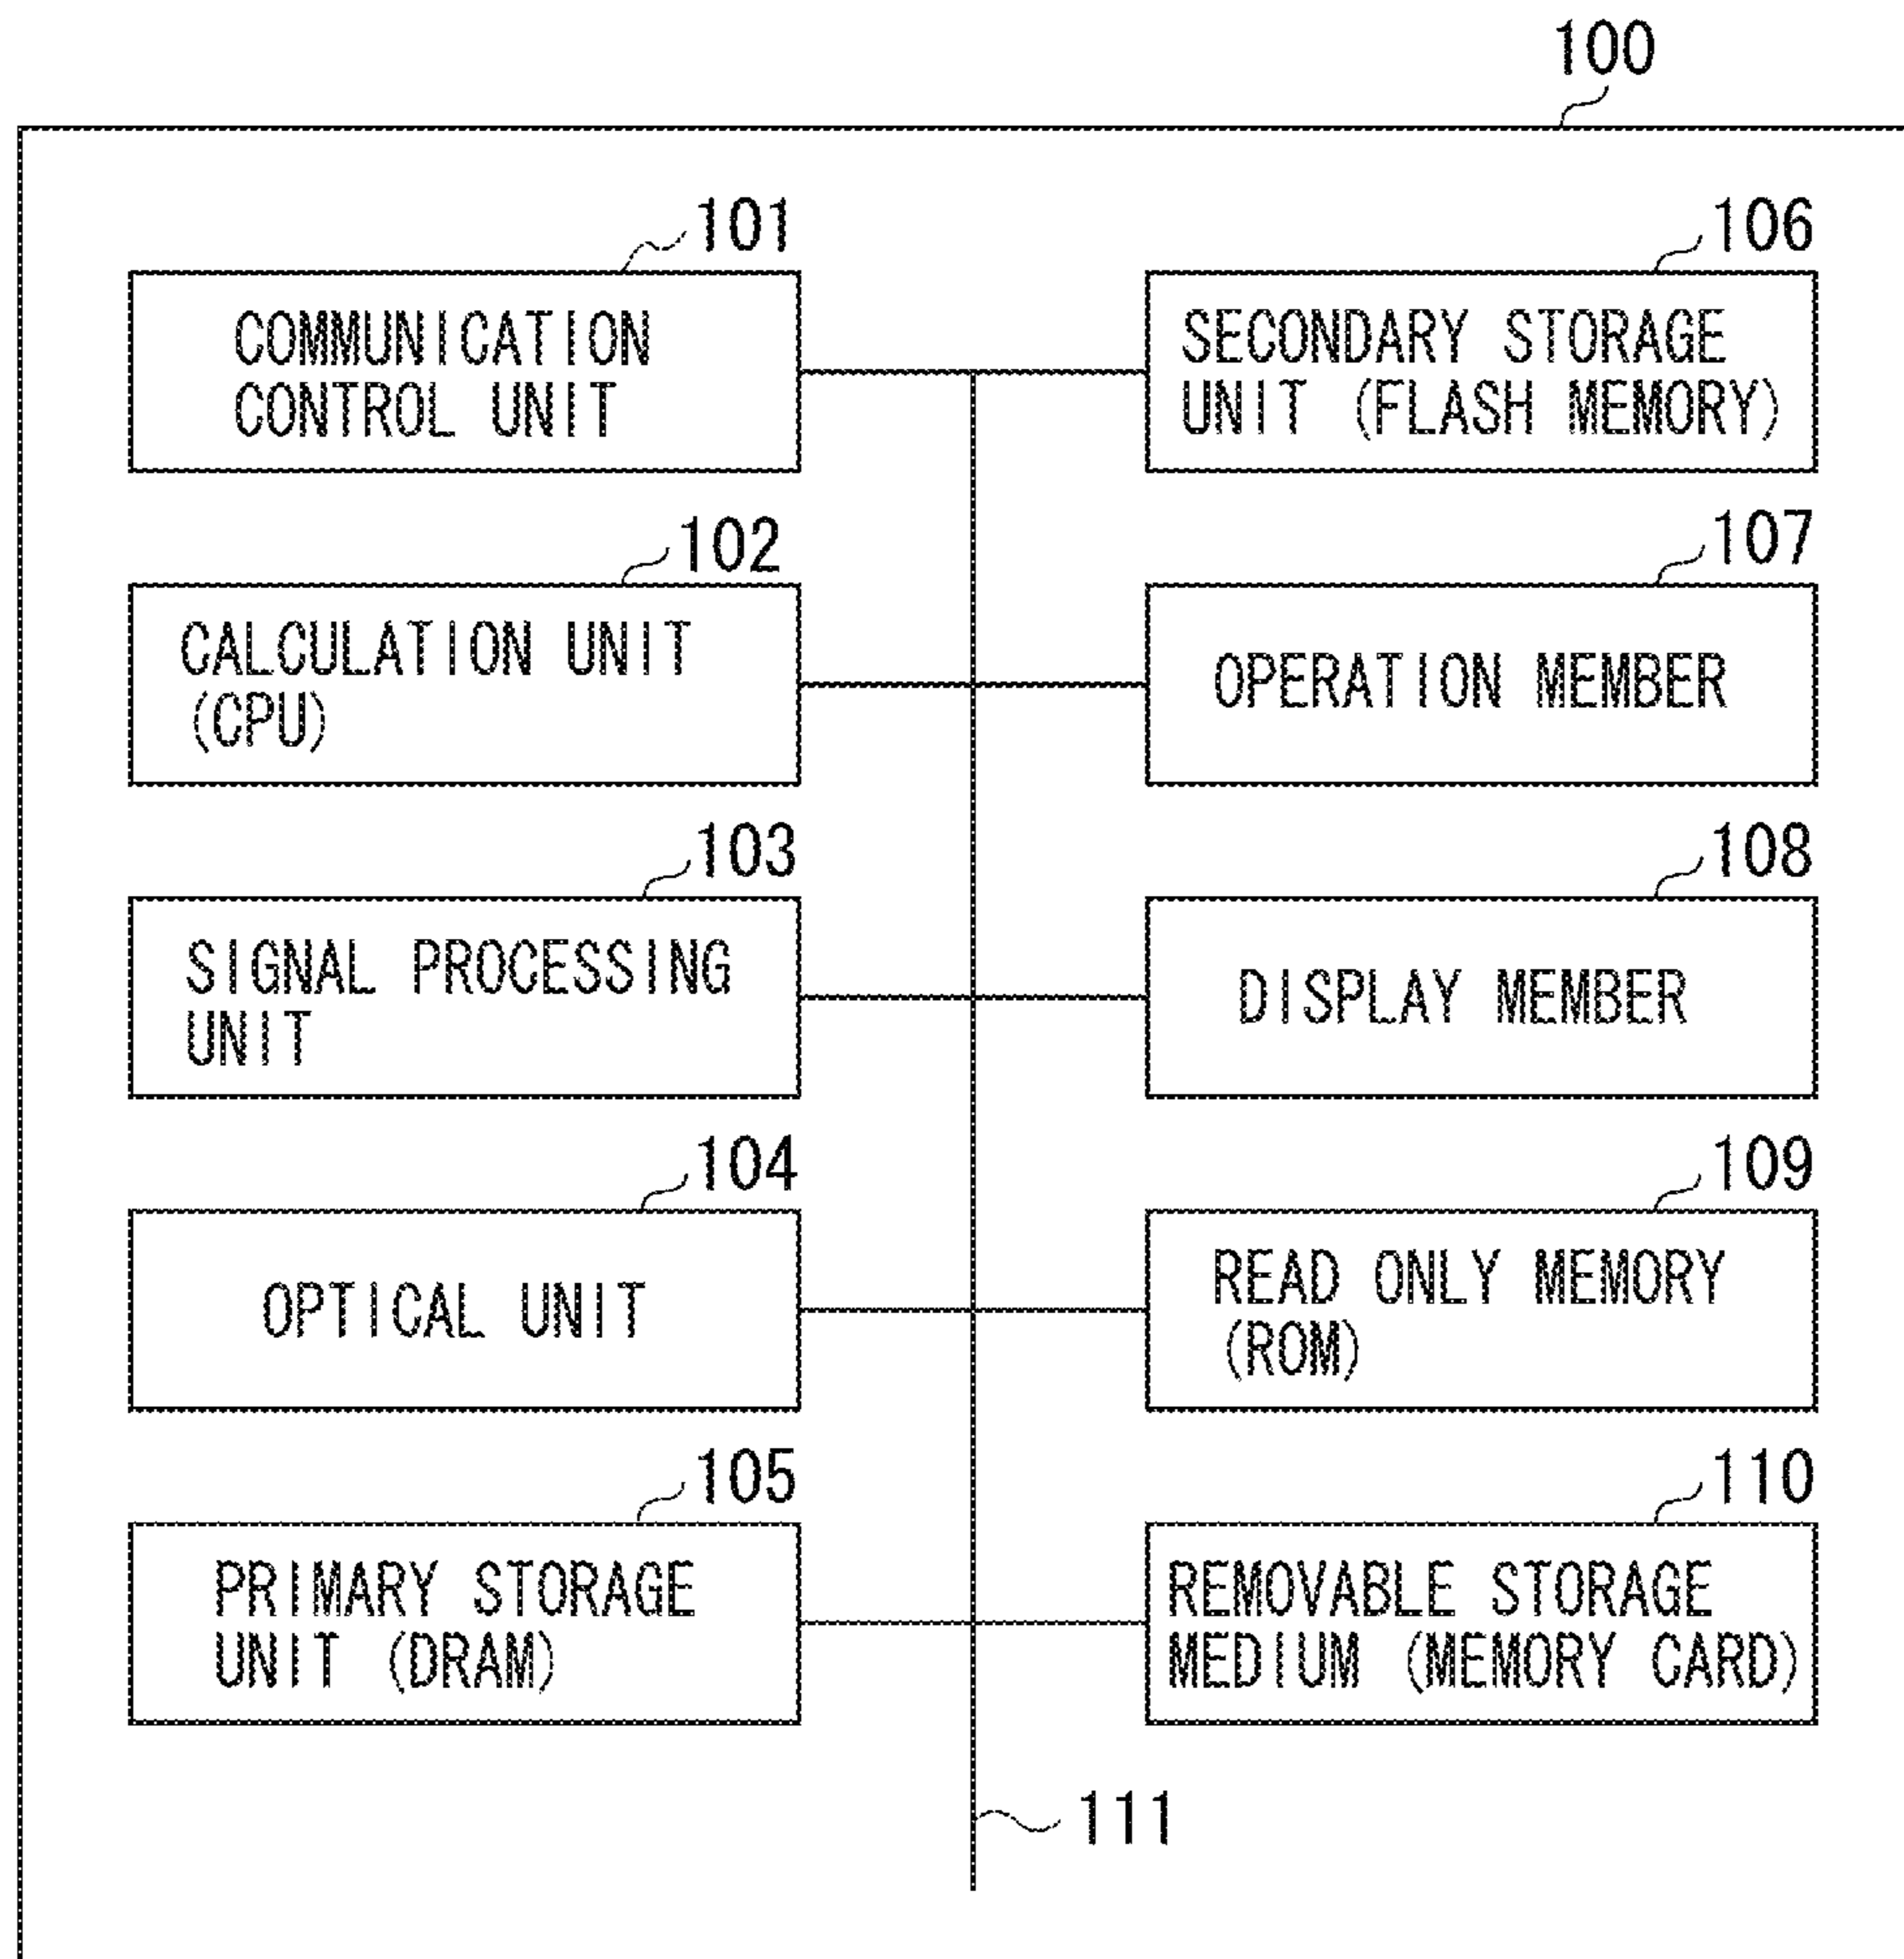 100
101
COMMUNICATION
CONTROL UNIT
106
SECONDARY STORAGE
UNIT (FLASH MEMORY)
102
CALCULATION UNIT
(CPU)
107
OPERATION MEMBER
103
SIGNAL PROCESSING
UNIT
108
DISPLAY MEMBER
104
OPTICAL UNIT
109
READ ONLY MEMORY
(ROM)
105
PRIMARY STORAGE
UNIT (DRAM)
110
REMOVABLE STORAGE
MEDIUM (MEMORY CARD)
111